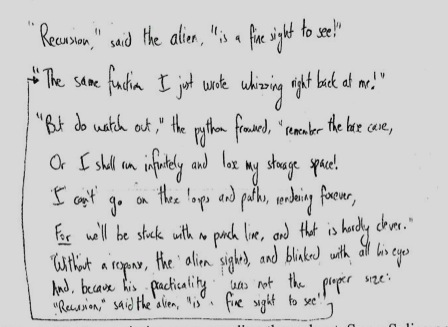 "Recursion," said the alien, "is a fine sight to see!"
"The same function I just wrote whizzing right back at me!"
"But do watch out," the python frowned, "remember the base case,
Or I shall run infinitely and lose my storage space!
I can't go on these loops and paths, rendering forever,
For we'll be stuck with no punch line, and that is hardly clever."
Without a response, the alien sighed, and blinked with all his eyes
And, because his practicality was not the proper size:
"Recursion," said the alien, "is a fine sight to see"